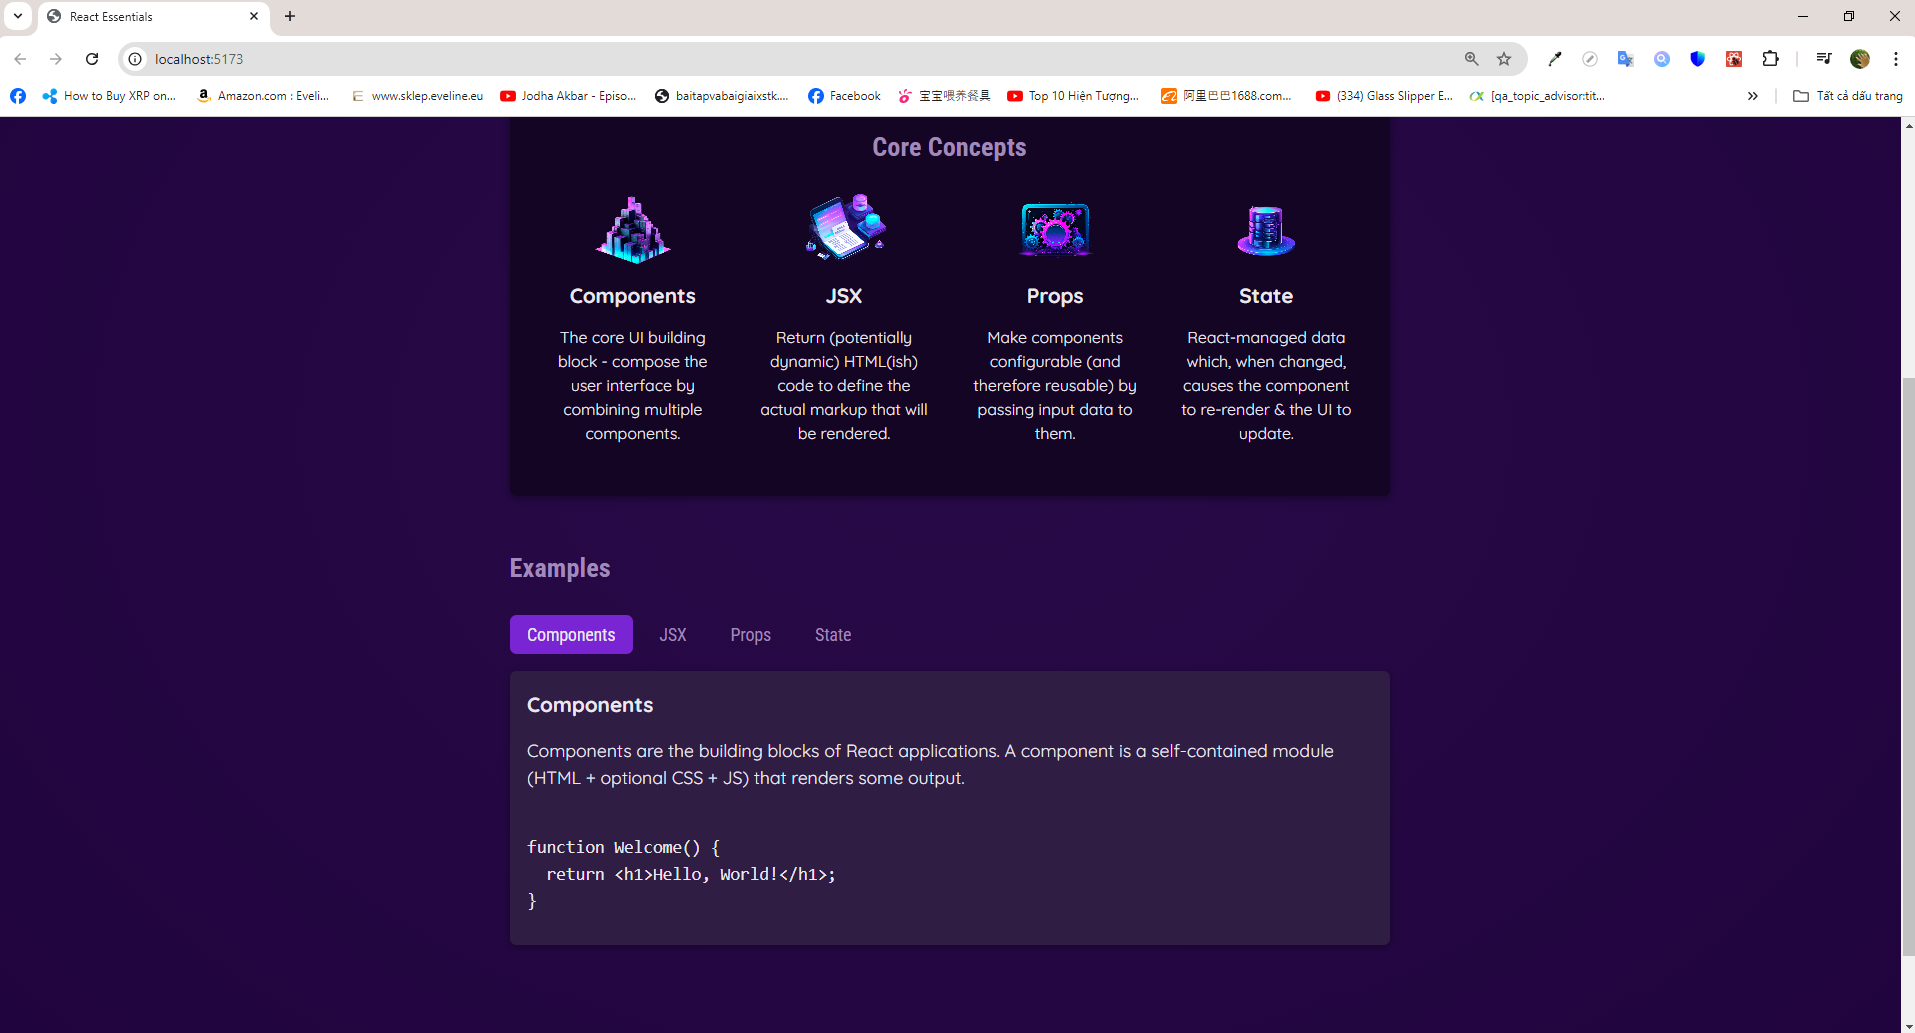 React Essentials
localhost:5173
How to Buy XRP on...
Amazon.com : Eveli...
www.sklep.eveline.eu
Jodha Akbar - Episo...
baitapvabaigiaixstk....
Facebook
宝宝喂养餐具
Top 10 Hiện Tượng...
阿里巴巴1688.com...
(334) Glass Slipper E...
[qa_topic_advisor:tit...
Tất cả dấu trang
Core Concepts
Components
The core UI building
block - compose the
user interface by
combining multiple
components.
JSX
Return (potentially
dynamic) HTML(ish)
code to define the
actual markup that will
be rendered.
Props
Make components
configurable (and
therefore reusable) by
passing input data to
them.
State
React-managed data
which, when changed,
causes the component
to re-render & the UI to
update.
Examples
Components
JSX
Props
State
Components
Components are the building blocks of React applications. A component is a self-contained module
(HTML + optional CSS + JS) that renders some output.
function Welcome() {
  return <h1>Hello, World!</h1>;
}